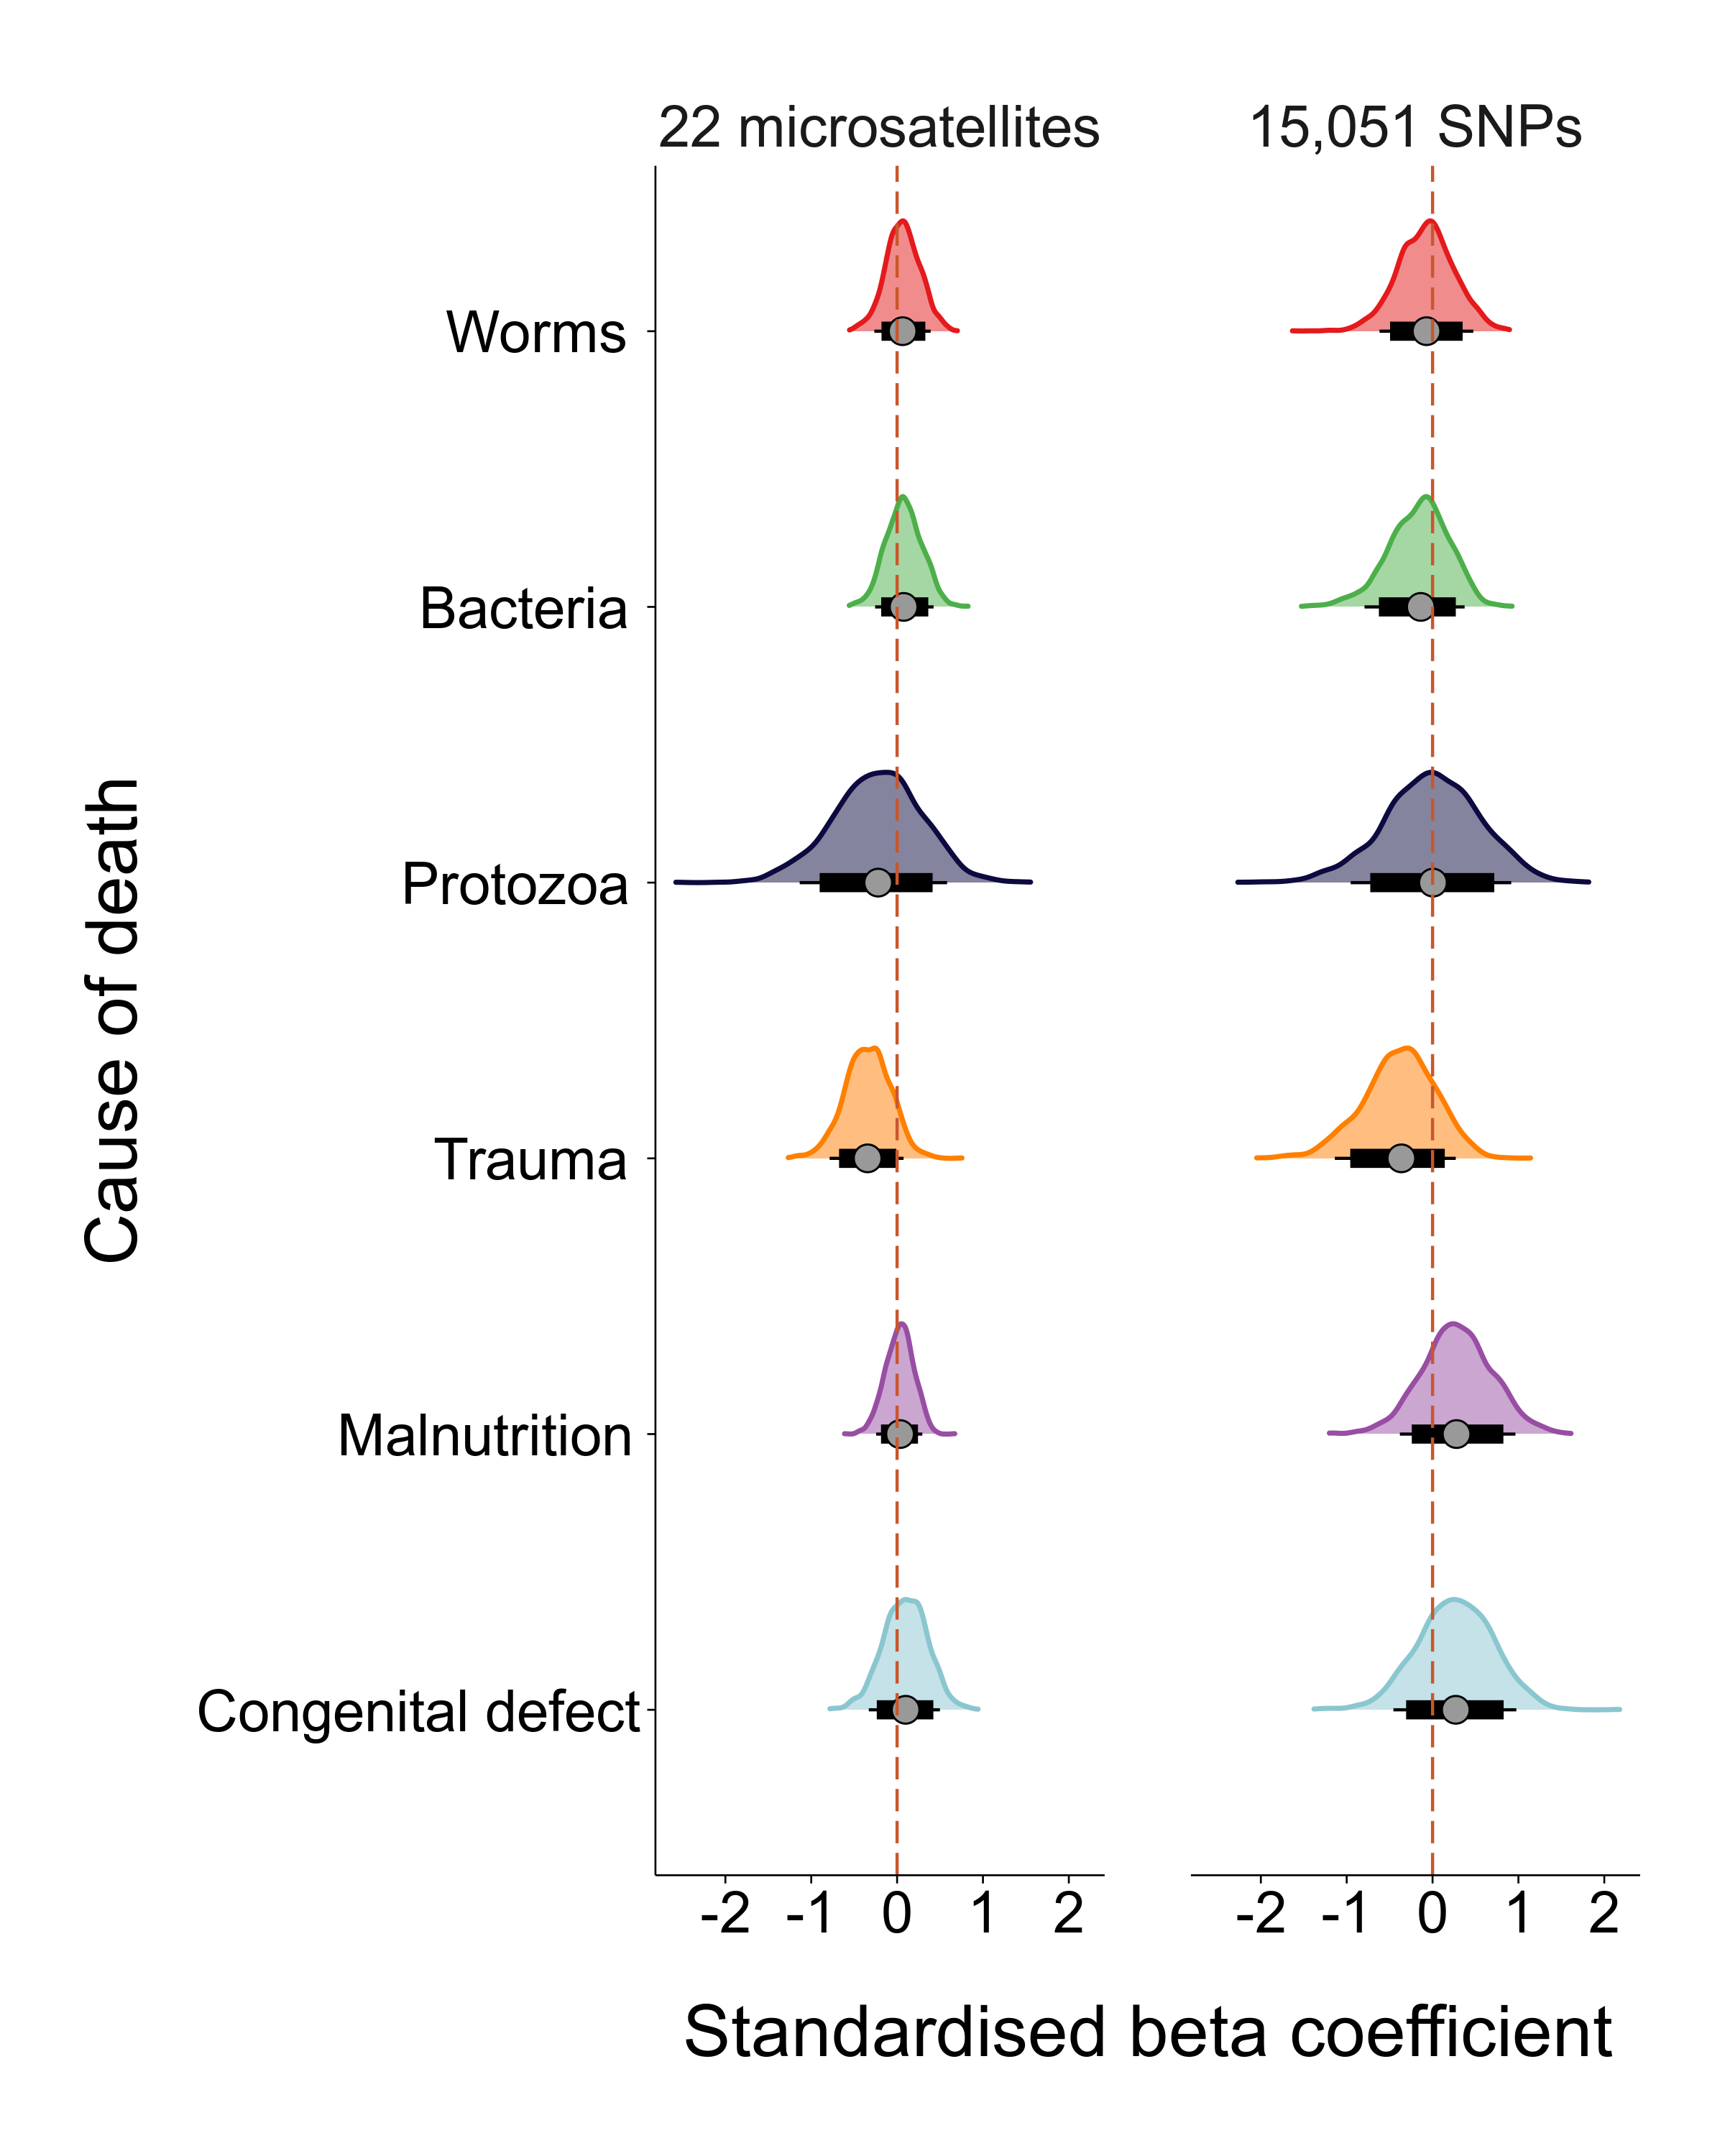 22 microsatellites
15,051 SNPs
Cause of death
Worms
Bacteria
Protozoa
Trauma
Malnutrition
Congenital defect
-2 -1 0 1 2
-2 -1 0 1 2
Standardised beta coefficient